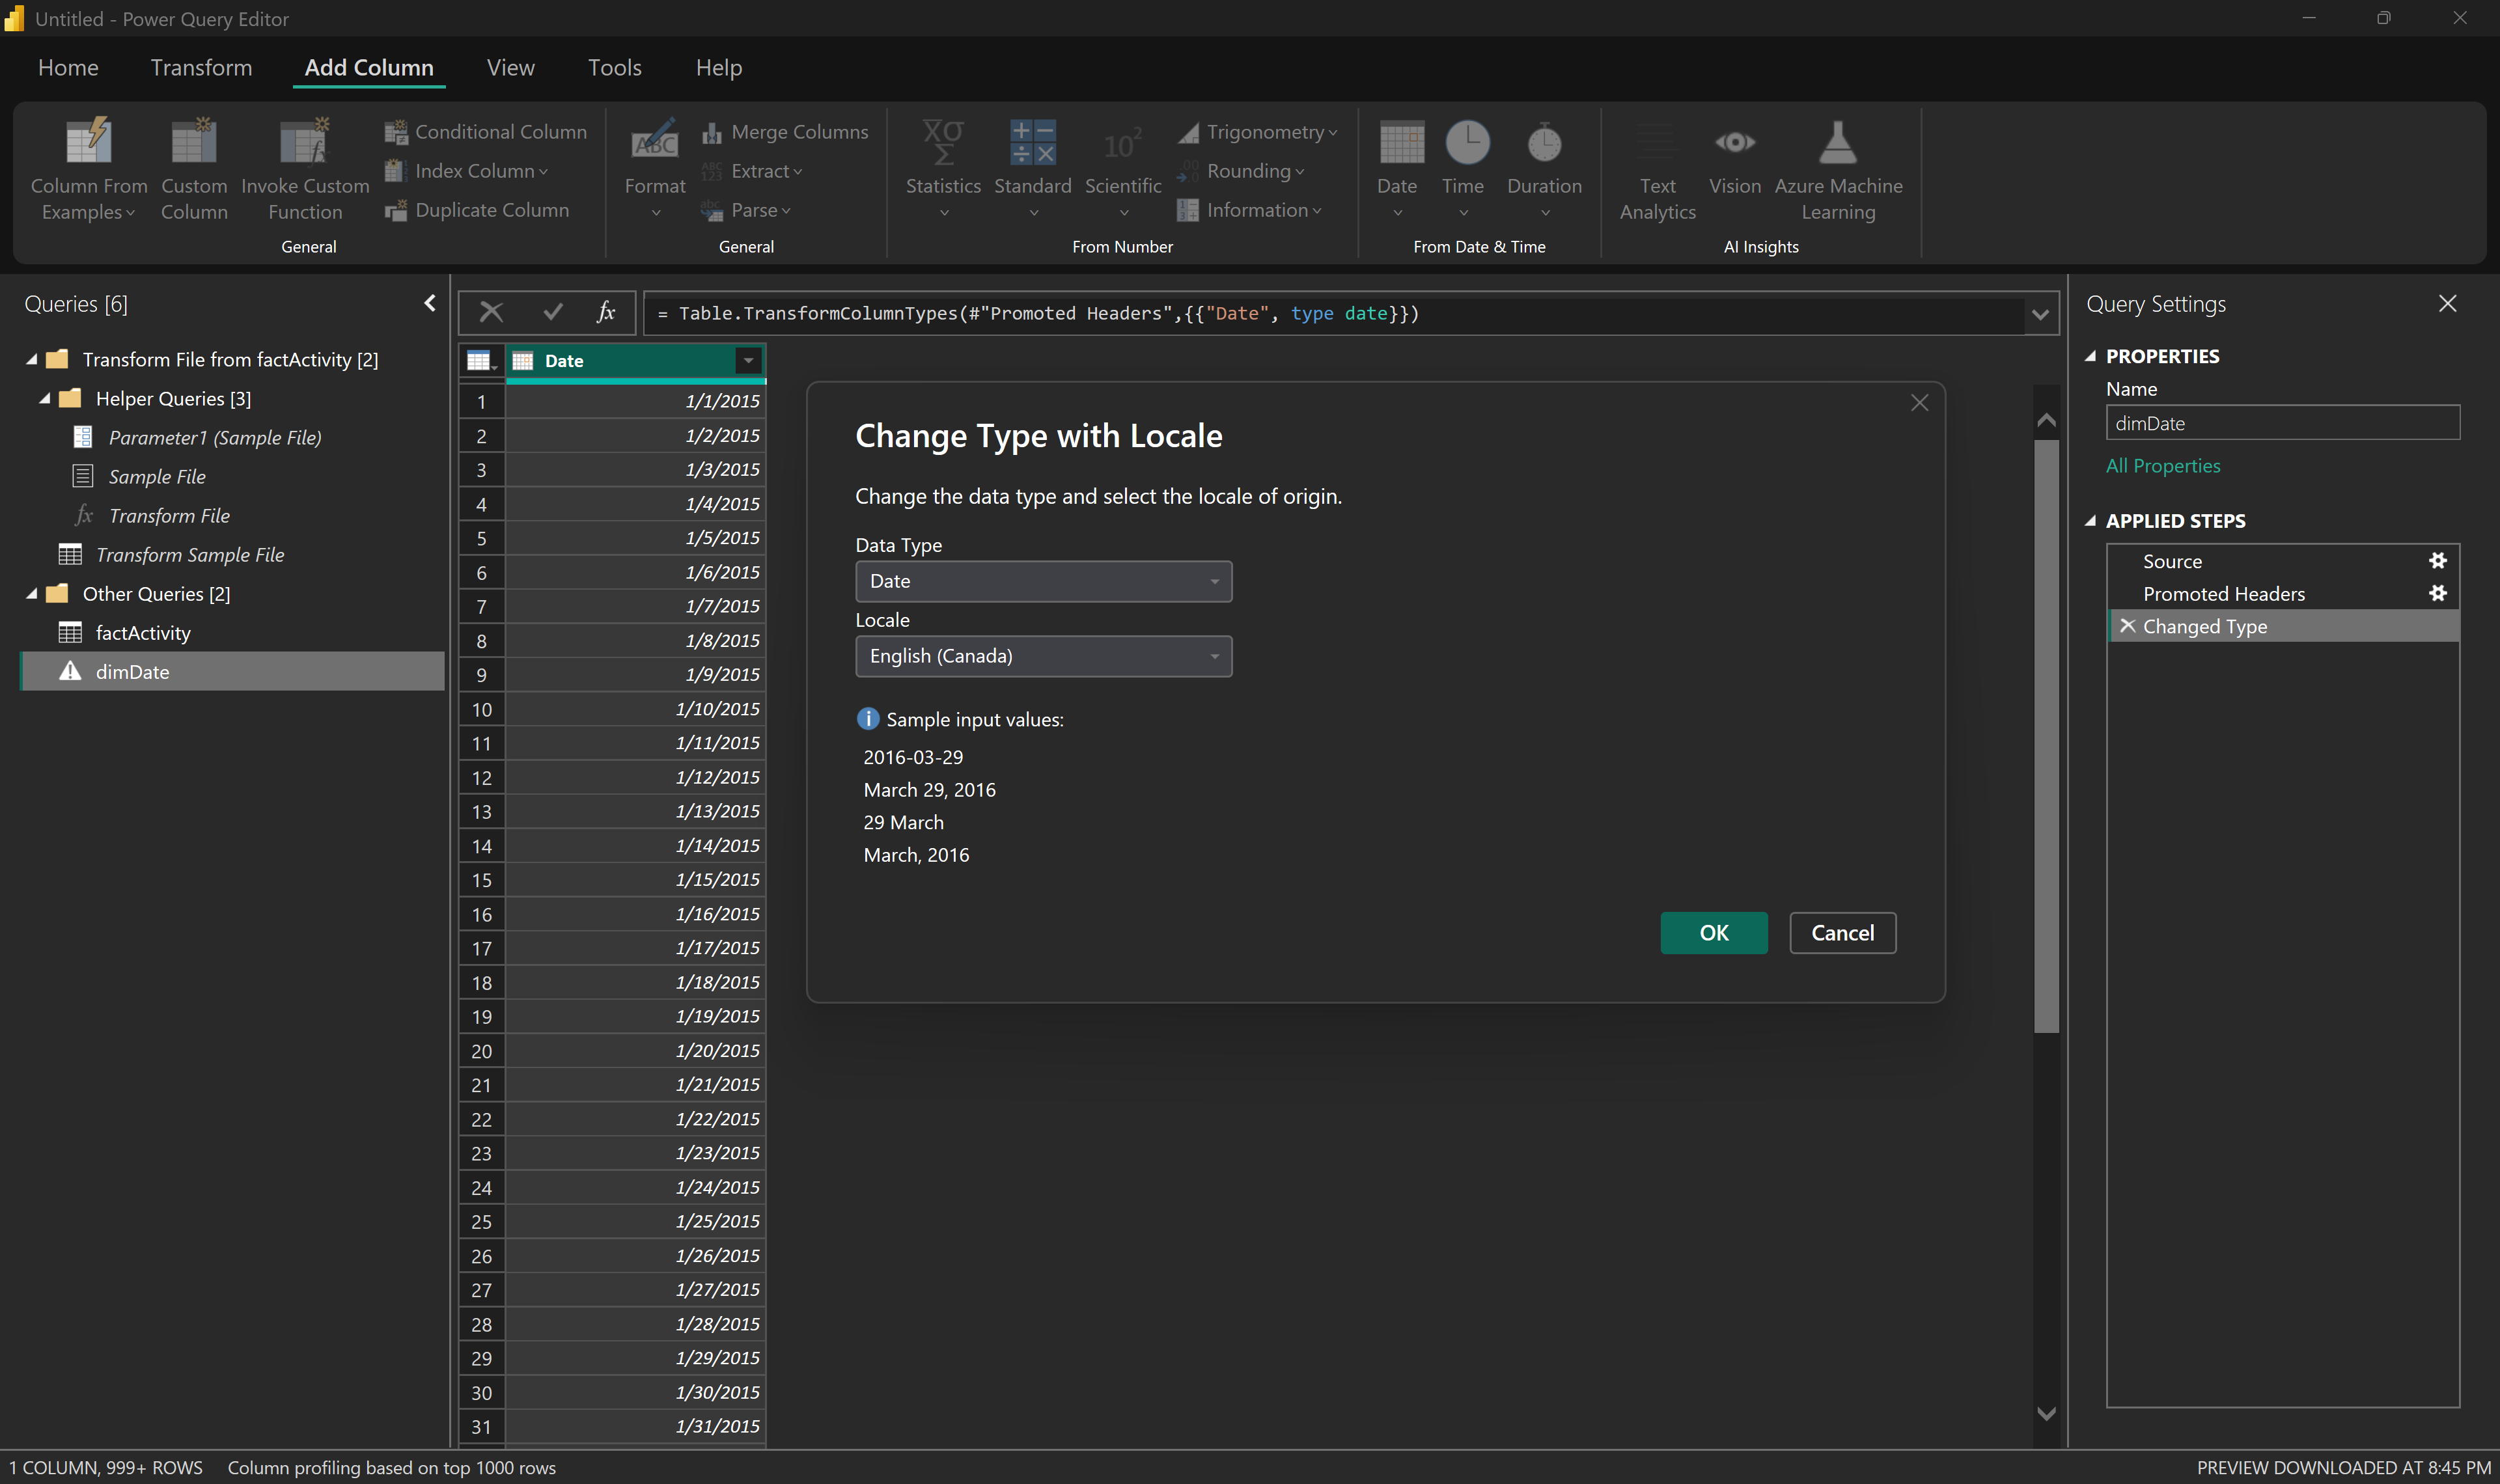 Untitled - Power Query Editor
Home Transform Add Column View Tools Help
Column From Examples
Custom Column
Invoke Custom Function
Conditional Column
Index Column
Duplicate Column
General
Format
Merge Columns
Extract
Parse
General
Statistics
Standard
Scientific
Trigonometry
Rounding
Information
From Number
Date
Time
Duration
From Date & Time
Text Analytics
Vision
Azure Machine Learning
AI Insights
Queries [6]
Transform File from factActivity [2]
Helper Queries [3]
Parameter1 (Sample File)
Sample File
fx Transform File
Transform Sample File
Other Queries [2]
factActivity
dimDate
fx = Table.TransformColumnTypes(#"Promoted Headers",{{"Date", type date}})
Date
1 1/1/2015
2 1/2/2015
3 1/3/2015
4 1/4/2015
5 1/5/2015
6 1/6/2015
7 1/7/2015
8 1/8/2015
9 1/9/2015
10 1/10/2015
11 1/11/2015
12 1/12/2015
13 1/13/2015
14 1/14/2015
15 1/15/2015
16 1/16/2015
17 1/17/2015
18 1/18/2015
19 1/19/2015
20 1/20/2015
21 1/21/2015
22 1/22/2015
23 1/23/2015
24 1/24/2015
25 1/25/2015
26 1/26/2015
27 1/27/2015
28 1/28/2015
29 1/29/2015
30 1/30/2015
31 1/31/2015
Change Type with Locale
Change the data type and select the locale of origin.
Data Type
Date
Locale
English (Canada)
Sample input values:
2016-03-29
March 29, 2016
29 March
March, 2016
OK Cancel
Query Settings
PROPERTIES
Name
dimDate
All Properties
APPLIED STEPS
Source
Promoted Headers
Changed Type
1 COLUMN, 999+ ROWS Column profiling based on top 1000 rows
PREVIEW DOWNLOADED AT 8:45 PM